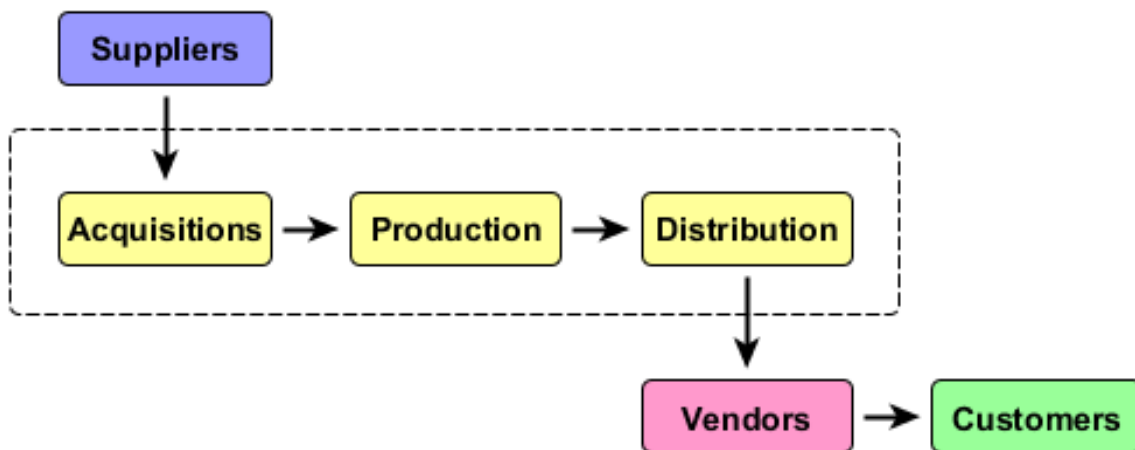 Suppliers
Acquisitions
Production
Distribution
Vendors
Customers